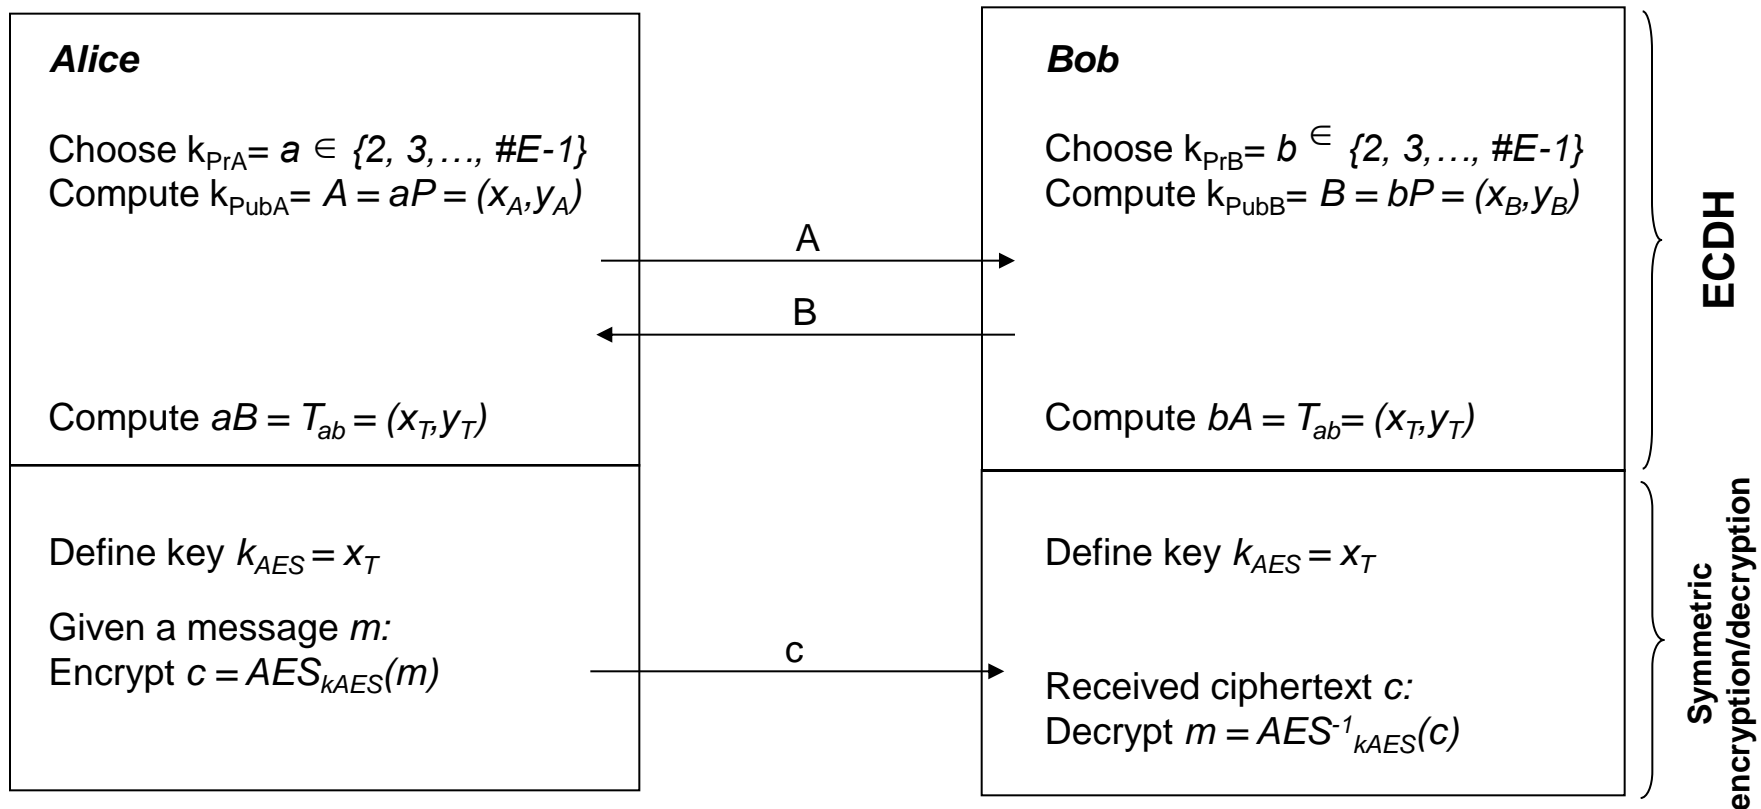 Alice
Choose k_PrA= a ∈ {2, 3,…, #E-1}
Compute k_PubA= A = aP = (x_A,y_A)
Compute aB = T_ab = (x_T,y_T)
Define key k_AES = x_T
Given a message m:
Encrypt c = AES_kAES(m)
A
B
c
Bob
Choose k_PrB= b ∈ {2, 3,…, #E-1}
Compute k_PubB= B = bP = (x_B,y_B)
Compute bA = T_ab= (x_T,y_T)
Define key k_AES = x_T
Received ciphertext c:
Decrypt m = AES^-1_kAES(c)
ECDH
Symmetric
encryption/decryption